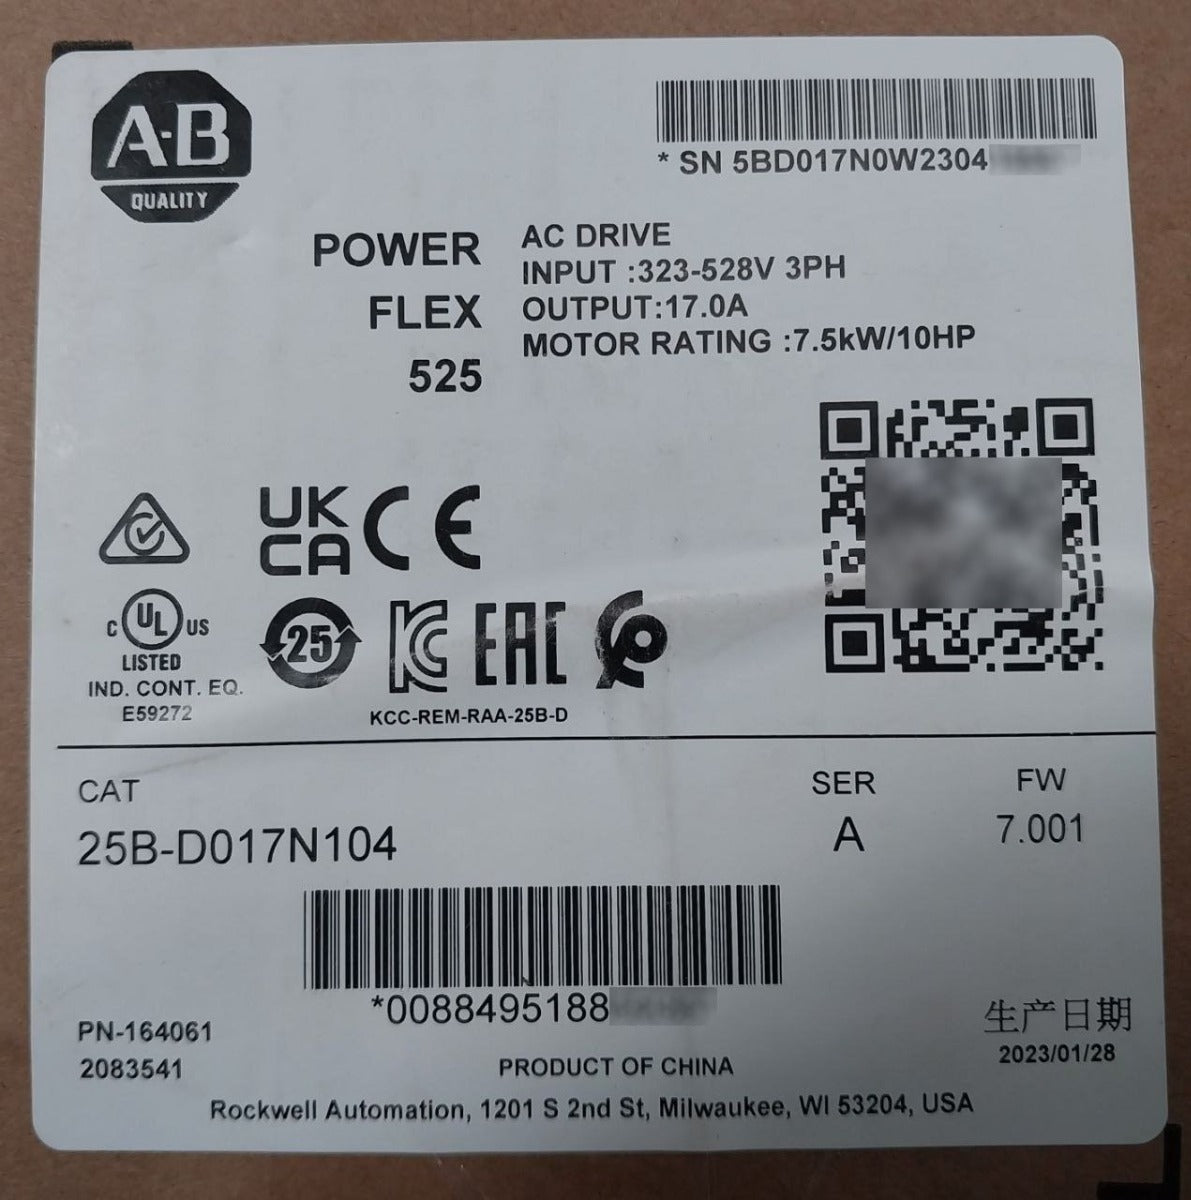 A-B
QUALITY
* SN 5BD017N0W2304
POWER
FLEX
525
AC DRIVE
INPUT :323-528V 3PH
OUTPUT:17.0A
MOTOR RATING :7.5kW/10HP
UK
CA CE
C UL US
LISTED
IND. CONT. EQ.
E59272
25
KC EAC
KCC-REM-RAA-25B-D
CAT
25B-D017N104
SER
A
FW
7.001
*0088495188
PN-164061
2083541
生产日期
2023/01/28
PRODUCT OF CHINA
Rockwell Automation, 1201 S 2nd St, Milwaukee, WI 53204, USA